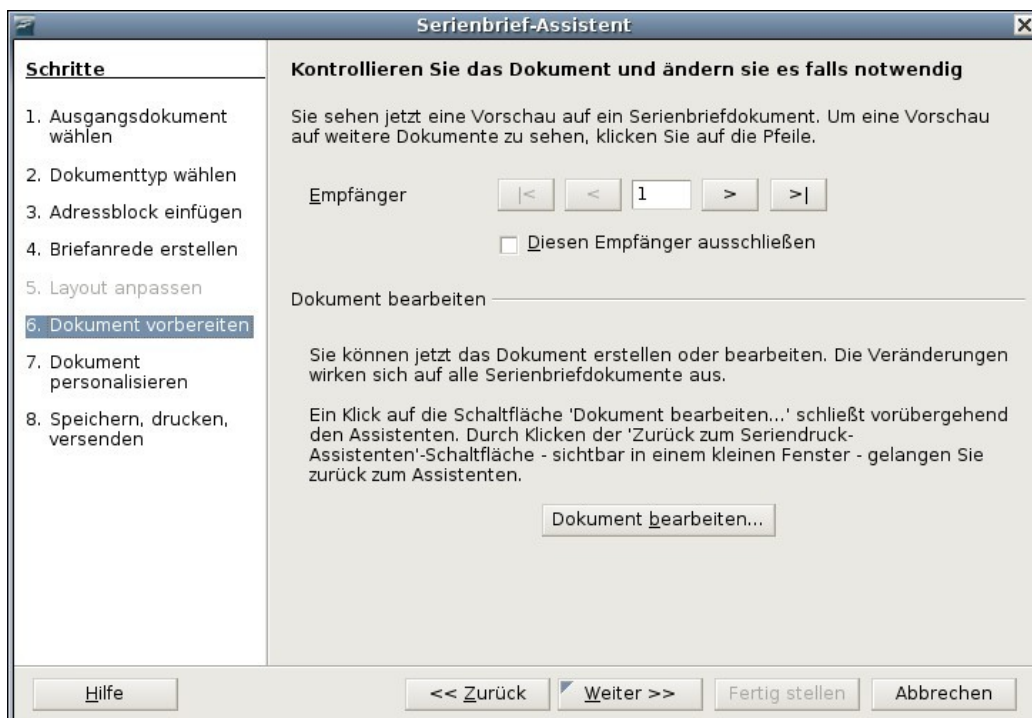 Serienbrief-Assistent
Schritte
1. Ausgangsdokument
wählen
2. Dokumenttyp wählen
3. Adressblock einfügen
4. Briefanrede erstellen
5. Layout anpassen
6. Dokument vorbereiten
7. Dokument
personalisieren
8. Speichern, drucken,
versenden
Kontrollieren Sie das Dokument und ändern sie es falls notwendig
Sie sehen jetzt eine Vorschau auf ein Serienbriefdokument. Um eine Vorschau
auf weitere Dokumente zu sehen, klicken Sie auf die Pfeile.
Empfänger |< < 1 > >|
Diesen Empfänger ausschließen
Dokument bearbeiten
Sie können jetzt das Dokument erstellen oder bearbeiten. Die Veränderungen
wirken sich auf alle Serienbriefdokumente aus.
Ein Klick auf die Schaltfläche 'Dokument bearbeiten...' schließt vorübergehend
den Assistenten. Durch Klicken der 'Zurück zum Seriendruck-
Assistenten'-Schaltfläche - sichtbar in einem kleinen Fenster - gelangen Sie
zurück zum Assistenten.
Dokument bearbeiten...
Hilfe << Zurück Weiter >> Fertig stellen Abbrechen